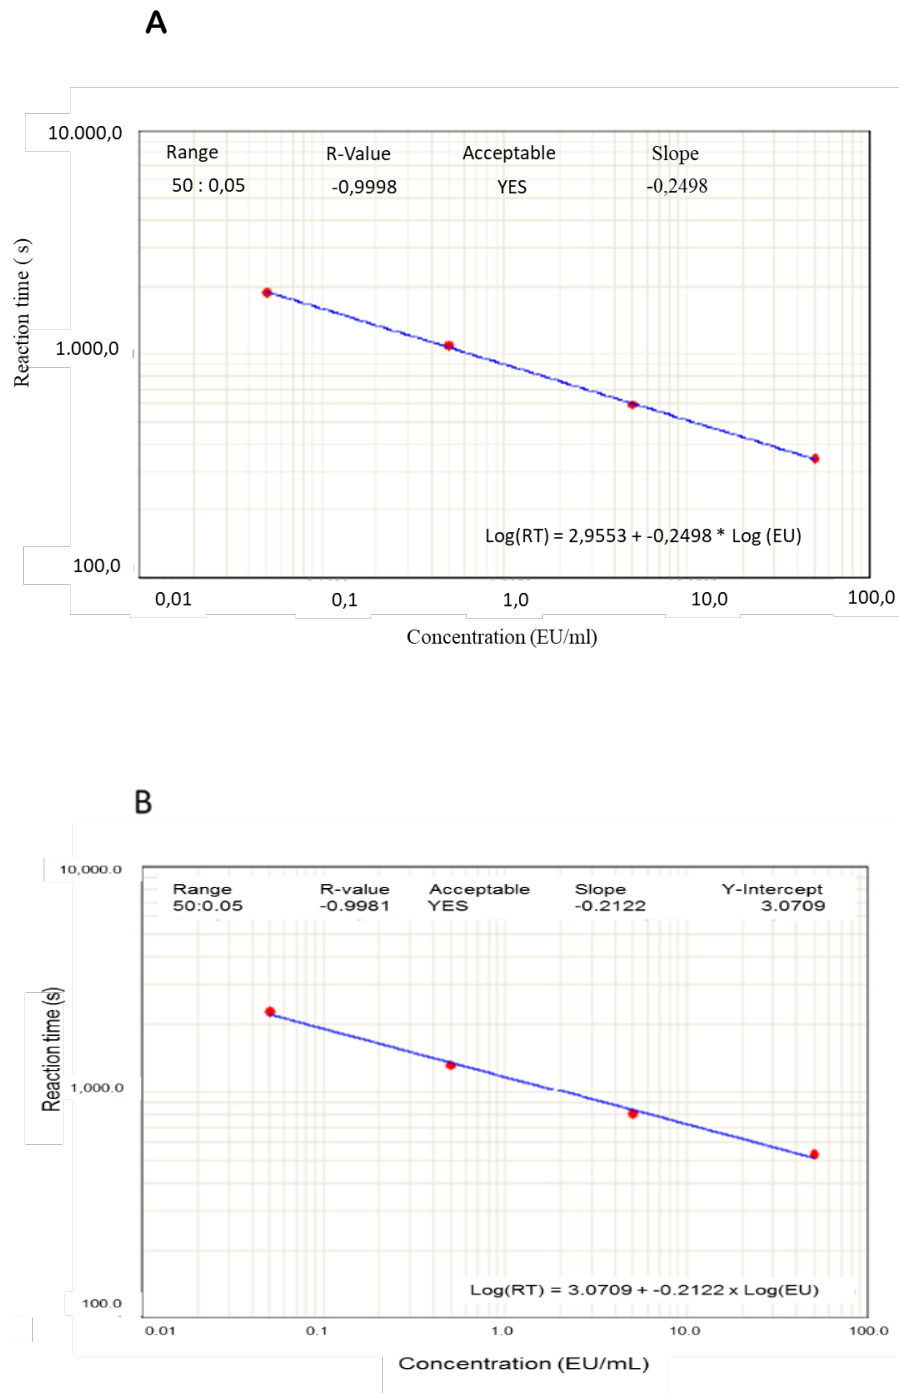 A
10.000,0
Range R-Value Acceptable Slope
50 : 0,05 -0,9998 YES -0,2498
Reaction time ( s)
1.000,0
Log(RT) = 2,9553 + -0,2498 * Log (EU)
100,0
0,01 0,1 1,0 10,0 100,0
Concentration (EU/ml)
B
10,000.0
Range R-value Acceptable Slope Y-Intercept
50:0.05 -0.9981 YES -0.2122 3.0709
Reaction time (s)
1,000.0
Log(RT) = 3.0709 + -0.2122 x Log(EU)
100.0
0.01 0.1 1.0 10.0 100.0
Concentration (EU/mL)